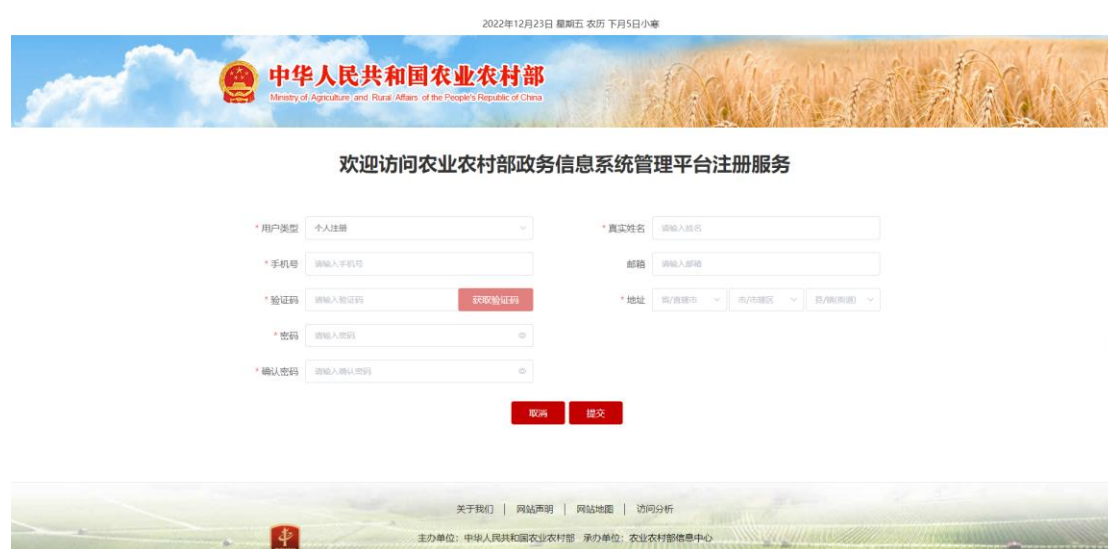 2022年12月23日 星期五 农历 下月5日小寒
中华人民共和国农业农村部
Ministry of Agriculture and Rural Affairs of the People's Republic of China
欢迎访问农业农村部政务信息系统管理平台注册服务
* 用户类型 个人注册 * 真实姓名 请输入姓名
* 手机号 请输入手机号 邮箱 请输入邮箱
* 验证码 请输入验证码 获取验证码 * 地址 省/直辖市 市/市辖区 县/镇(街道)
* 密码 请输入密码
* 确认密码 请输入确认密码
取消 提交
关于我们 | 网站声明 | 网站地图 | 访问分析
主办单位：中华人民共和国农业农村部 承办单位：农业农村部信息中心